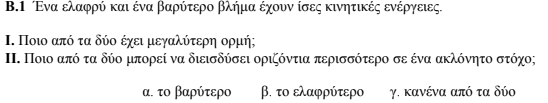 Β.1 Ένα ελαφρύ και ένα βαρύτερο βλήμα έχουν ίσες κινητικές ενέργειες.
Ι. Ποιο από τα δύο έχει μεγαλύτερη ορμή;
ΙΙ. Ποιο από τα δύο μπορεί να διεισδύσει οριζόντια περισσότερο σε ένα ακλόνητο στόχο;
α. το βαρύτερο β. το ελαφρύτερο γ. κανένα από τα δύο